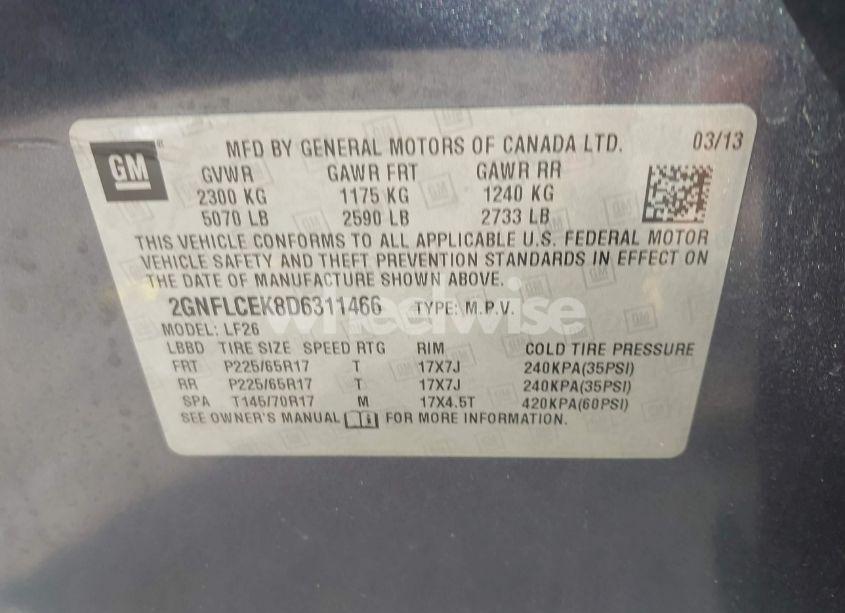 GM
MFD BY GENERAL MOTORS OF CANADA LTD. 03/13
GVWR GAWR FRT GAWR RR
2300 KG 1175 KG 1240 KG
5070 LB 2590 LB 2733 LB
THIS VEHICLE CONFORMS TO ALL APPLICABLE U.S. FEDERAL MOTOR
VEHICLE SAFETY AND THEFT PREVENTION STANDARDS IN EFFECT ON
THE DATE OF MANUFACTURE SHOWN ABOVE.
2GNFLCEK8D6311466 TYPE: M.P.V.
wheelwise
MODEL: LF26
LBBD TIRE SIZE SPEED RTG RIM COLD TIRE PRESSURE
FRT P225/65R17 T 17X7J 240KPA(35PSI)
RR P225/65R17 T 17X7J 240KPA(35PSI)
SPA T145/70R17 M 17X4.5T 420KPA(60PSI)
SEE OWNER'S MANUAL FOR MORE INFORMATION.